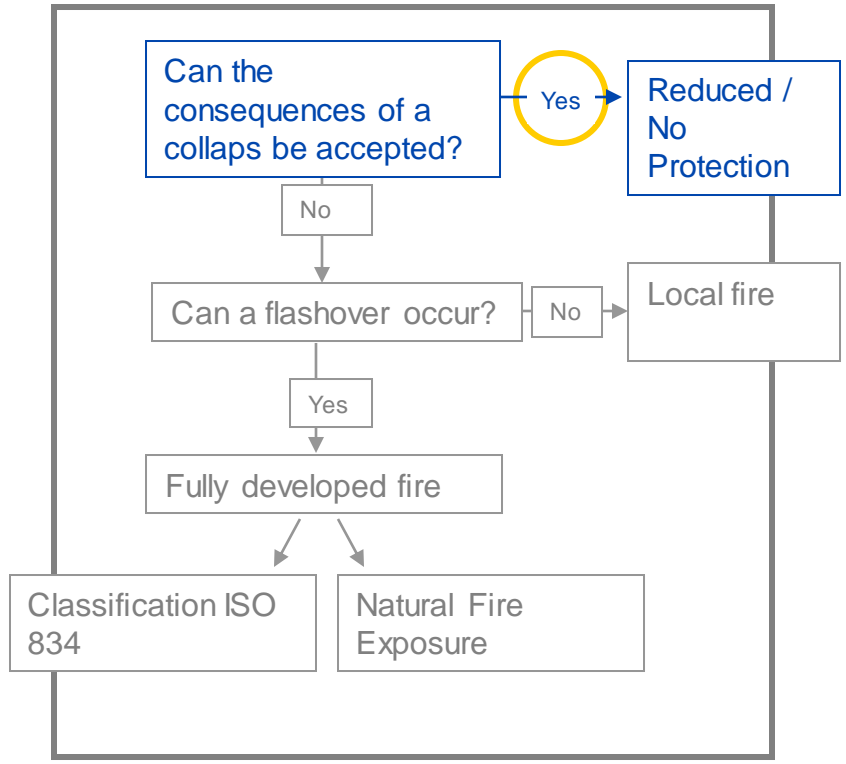 Can the
consequences of a
collaps be accepted?
Yes
Reduced /
No
Protection
No
Can a flashover occur?
No
Local fire
Yes
Fully developed fire
Classification ISO
834
Natural Fire
Exposure